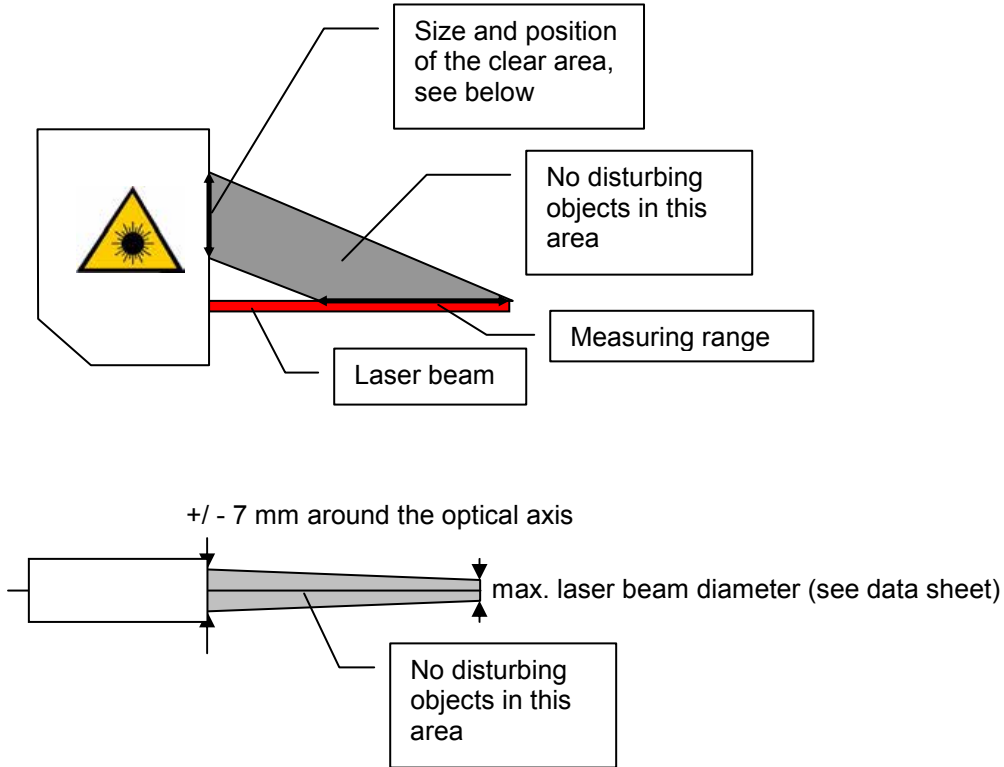 Size and position
of the clear area,
see below
No disturbing
objects in this
area
Measuring range
Laser beam
+/ - 7 mm around the optical axis
max. laser beam diameter (see data sheet)
No disturbing
objects in this
area